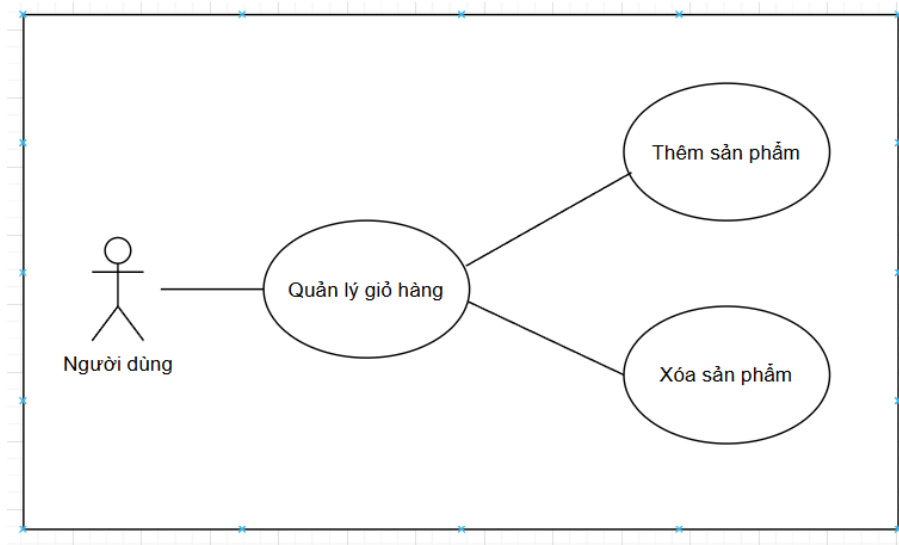 Thêm sản phẩm
Quản lý giỏ hàng
Người dùng
Xóa sản phẩm